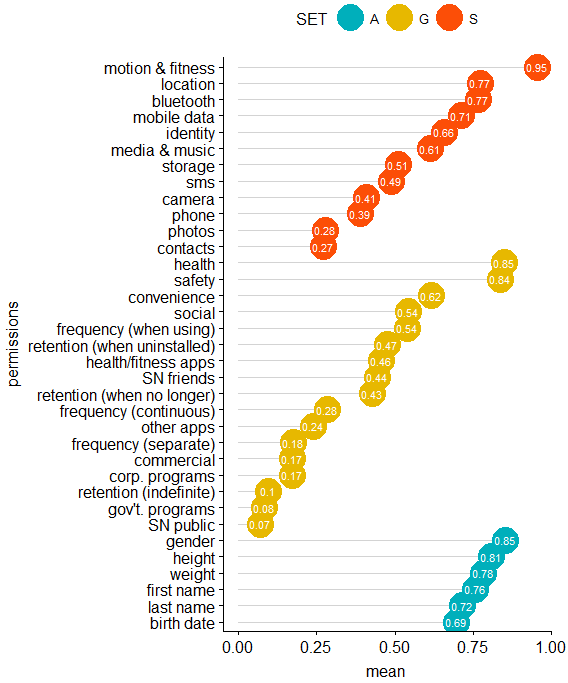 SET A G S
motion & fitness 0.95
location 0.77
bluetooth 0.77
mobile data 0.71
identity 0.66
media & music 0.61
storage 0.51
sms 0.49
camera 0.41
phone 0.39
photos 0.28
contacts 0.27
health 0.85
safety 0.84
convenience 0.62
social 0.54
frequency (when using) 0.54
retention (when uninstalled) 0.47
health/fitness apps 0.46
SN friends 0.44
retention (when no longer) 0.43
frequency (continuous) 0.28
other apps 0.24
frequency (separate) 0.18
commercial 0.17
corp. programs 0.17
retention (indefinite) 0.1
gov't. programs 0.08
SN public 0.07
gender 0.85
height 0.81
weight 0.78
first name 0.76
last name 0.72
birth date 0.69
permissions
0.00 0.25 0.50 0.75 1.00
mean